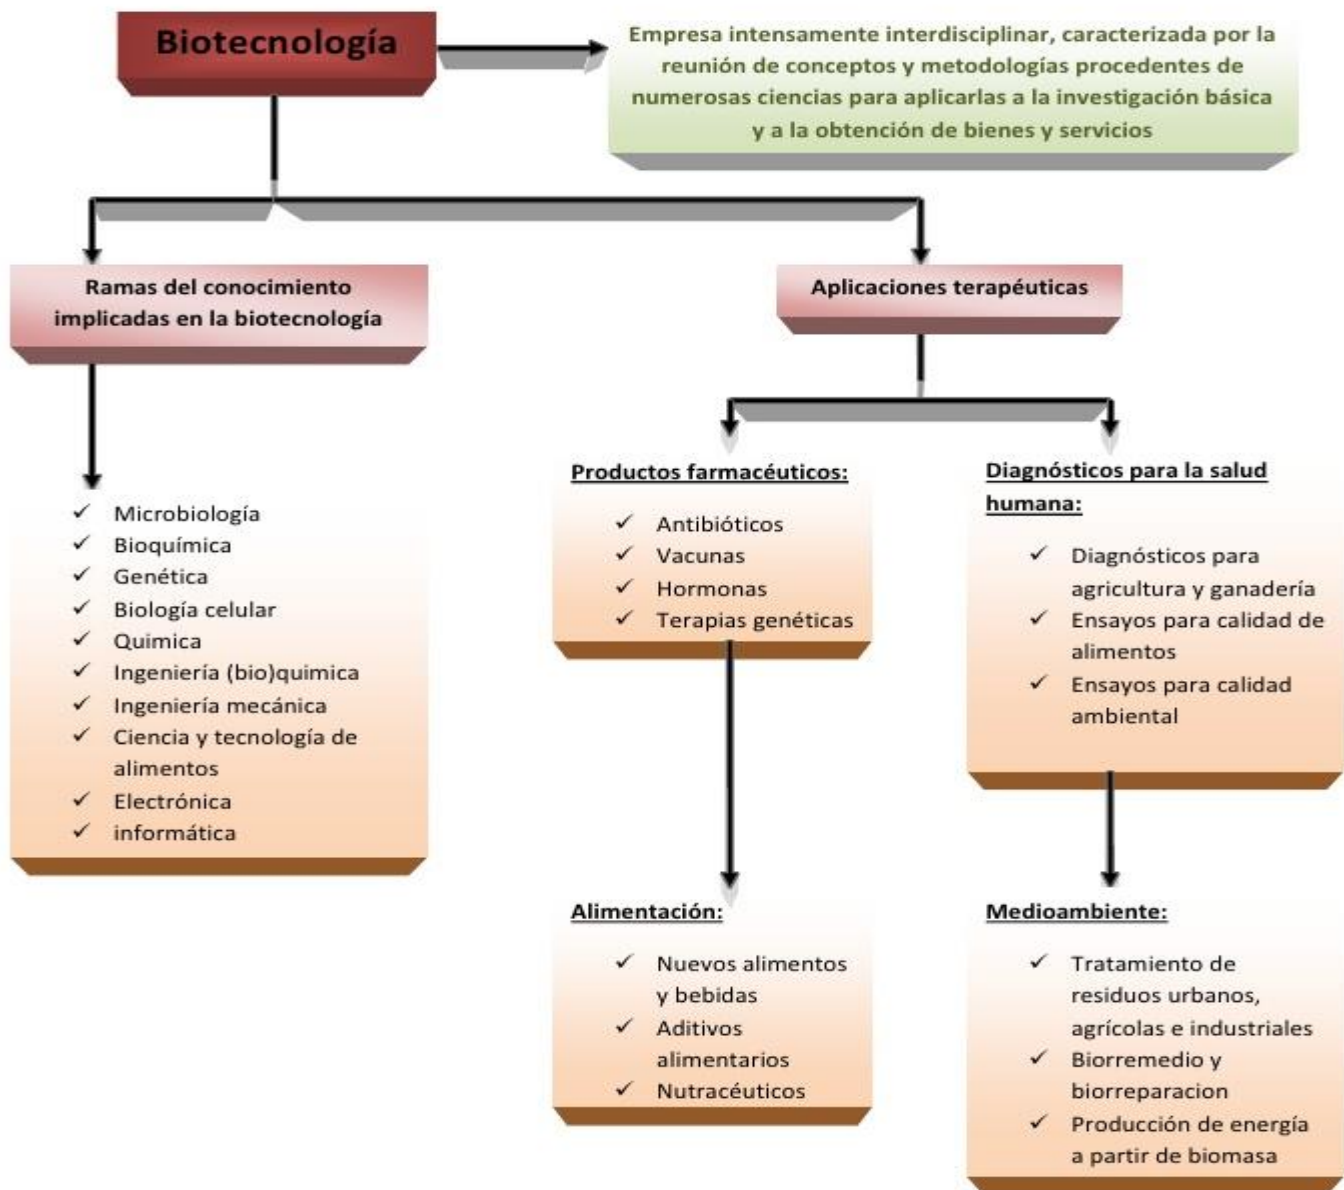 Biotecnología
Empresa intensamente interdisciplinar, caracterizada por la
reunión de conceptos y metodologías procedentes de
numerosas ciencias para aplicarlas a la investigación básica
y a la obtención de bienes y servicios
Ramas del conocimiento
implicadas en la biotecnología
Aplicaciones terapéuticas
Microbiología
Bioquímica
Genética
Biología celular
Quimica
Ingeniería (bio)quimica
Ingeniería mecánica
Ciencia y tecnología de
alimentos
Electrónica
informática
Productos farmacéuticos:
Antibióticos
Vacunas
Hormonas
Terapias genéticas
Diagnósticos para la salud
humana:
Diagnósticos para
agricultura y ganadería
Ensayos para calidad de
alimentos
Ensayos para calidad
ambiental
Alimentación:
Nuevos alimentos
y bebidas
Aditivos
alimentarios
Nutracéuticos
Medioambiente:
Tratamiento de
residuos urbanos,
agrícolas e industriales
Biorremedio y
biorreparacion
Producción de energía
a partir de biomasa